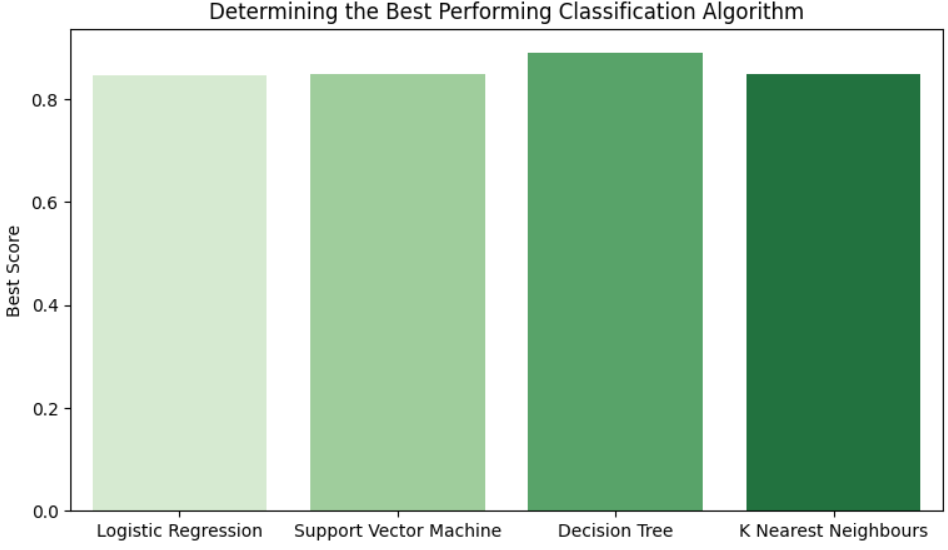 Determining the Best Performing Classification Algorithm
Best Score
0.8
0.6
0.4
0.2
0.0
Logistic Regression
Support Vector Machine
Decision Tree
K Nearest Neighbours